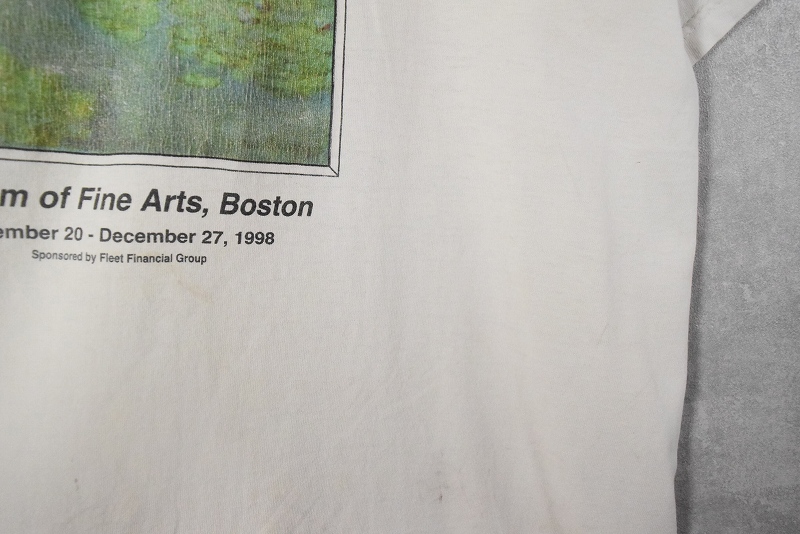 m of Fine Arts, Boston
ember 20 - December 27, 1998
Sponsored by Fleet Financial Group